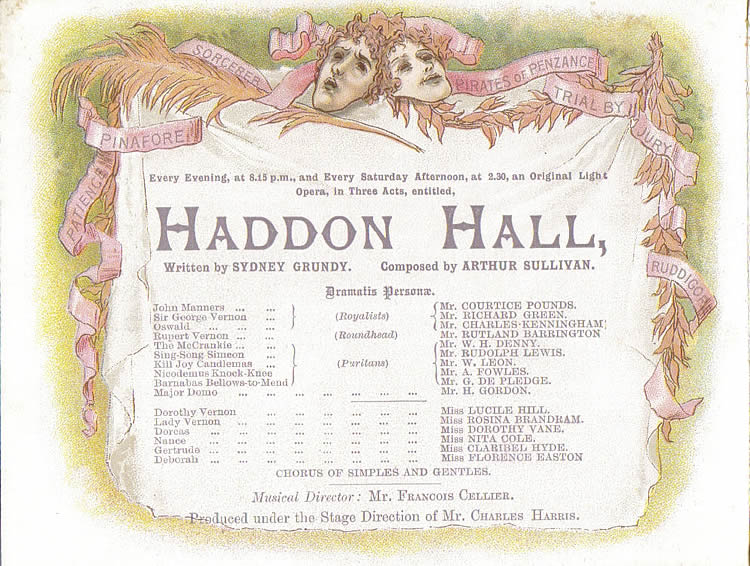 SORCERER
PIRATES OF PENZANCE
TRIAL BY
JURY
PINAFORE
PATIENCE
RUDDIGORE
Every Evening, at 8.15 p.m., and Every Saturday Afternoon, at 2.30, an Original Light
Opera, in Three Acts, entitled,
HADDON HALL,
Written by SYDNEY GRUNDY. Composed by ARTHUR SULLIVAN.
Dramatis Personæ.
John Manners ... ... Mr. COURTICE POUNDS.
Sir George Vernon ... (Royalists) Mr. RICHARD GREEN.
Oswald ... ... ... Mr. CHARLES KENNINGHAM
Rupert Vernon ... ... (Roundhead) Mr. RUTLAND BARRINGTON
The McCrankie ... ... Mr. W. H. DENNY.
Sing-Song Simeon ... Mr. RUDOLPH LEWIS.
Kill Joy Candlemas ... (Puritans) Mr. W. LEON.
Nicodemus Knock-Knee Mr. A. FOWLES.
Barnabas Bellows-to-Mend Mr. G. DE PLEDGE.
Major Domo ... ... ... ... ... ... ... Mr. H. GORDON.
Dorothy Vernon ... ... ... ... ... ... Miss LUCILE HILL.
Lady Vernon ... ... ... ... ... ... Miss ROSINA BRANDRAM.
Dorcas ... ... ... ... ... ... ... ... Miss DOROTHY VANE.
Nance ... ... ... ... ... ... ... ... Miss NITA COLE.
Gertrude ... ... ... ... ... ... ... ... Miss CLARIBEL HYDE.
Deborah ... ... ... ... ... ... ... ... Miss FLORENCE EASTON
CHORUS OF SIMPLES AND GENTLES.
Musical Director: Mr. FRANCOIS CELLIER.
Produced under the Stage Direction of Mr. CHARLES HARRIS.